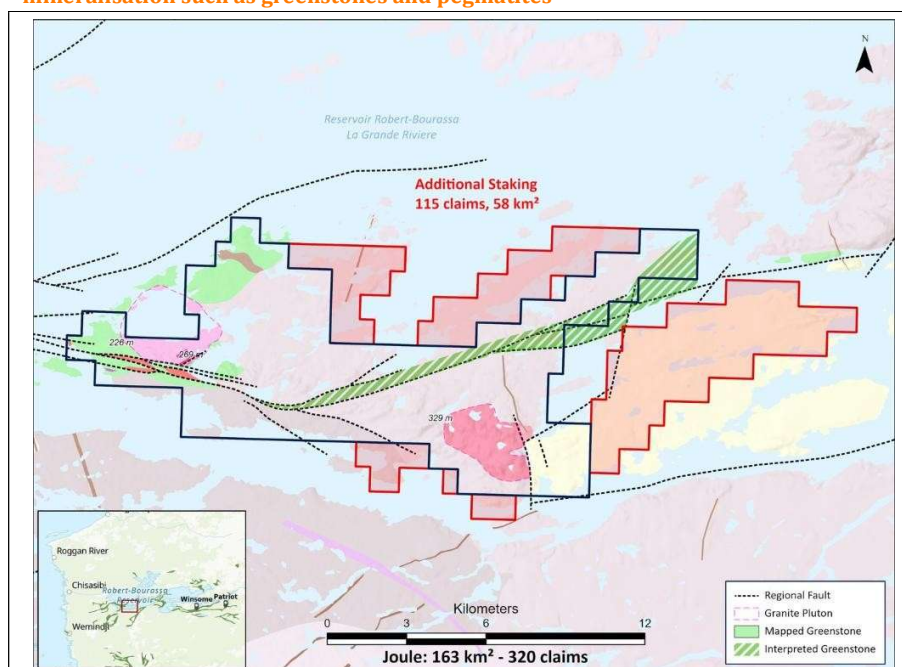 mineralisation such as greenstones and pegmatites
N
Reservoir Robert-Bourassa
La Grande Riviere
Additional Staking
115 claims, 58 km²
226 m
269 m
329 m
Roggan River
Chisasibi
Robert-Bourassa
Reservoir
Winsome
Patriot
Wemindji
Kilometers
0 3 6 12
Joule: 163 km² - 320 claims
Regional Fault
Granite Pluton
Mapped Greenstone
Interpreted Greenstone